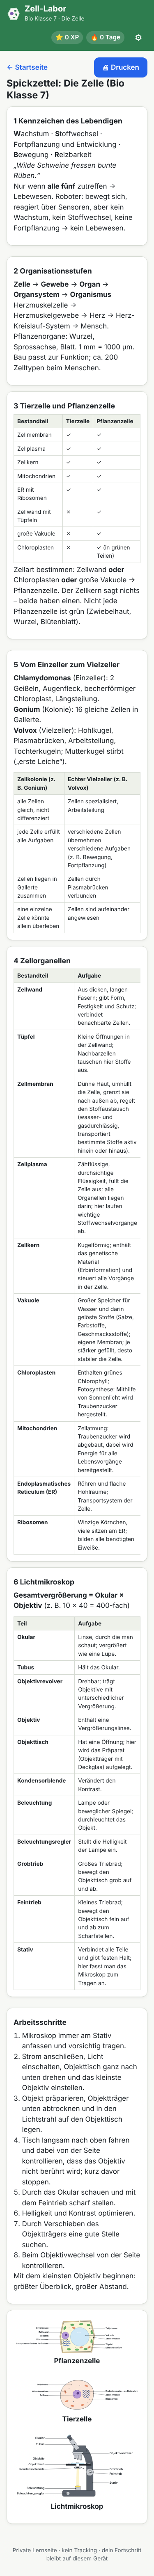 Zell-Labor
Bio Klasse 7 · Die Zelle
⭐ 0 XP
🔥 0 Tage
⚙
← Startseite
🖨 Drucken
Spickzettel: Die Zelle (Bio
Klasse 7)
1 Kennzeichen des Lebendigen
Wachstum · Stoffwechsel ·
Fortpflanzung und Entwicklung ·
Bewegung · Reizbarkeit
„Wild Schweine fressen bunte
Rüben.“
Nur wenn alle fünf zutreffen →
Lebewesen. Roboter: bewegt sich,
reagiert über Sensoren, aber kein
Wachstum, kein Stoffwechsel, keine
Fortpflanzung → kein Lebewesen.
2 Organisationsstufen
Zelle → Gewebe → Organ →
Organsystem → Organismus
Herzmuskelzelle →
Herzmuskelgewebe → Herz → Herz-
Kreislauf-System → Mensch.
Pflanzenorgane: Wurzel,
Sprossachse, Blatt. 1 mm = 1000 µm.
Bau passt zur Funktion; ca. 200
Zelltypen beim Menschen.
3 Tierzelle und Pflanzenzelle
Bestandteil Tierzelle Pflanzenzelle
Zellmembran ✓ ✓
Zellplasma ✓ ✓
Zellkern ✓ ✓
Mitochondrien ✓ ✓
ER mit ✓ ✓
Ribosomen
Zellwand mit × ✓
Tüpfeln
große Vakuole × ✓
Chloroplasten × ✓ (in grünen
Teilen)
Zellart bestimmen: Zellwand oder
Chloroplasten oder große Vakuole →
Pflanzenzelle. Der Zellkern sagt nichts
– beide haben einen. Nicht jede
Pflanzenzelle ist grün (Zwiebelhaut,
Wurzel, Blütenblatt).
5 Vom Einzeller zum Vielzeller
Chlamydomonas (Einzeller): 2
Geißeln, Augenfleck, becherförmiger
Chloroplast, Längsteilung.
Gonium (Kolonie): 16 gleiche Zellen in
Gallerte.
Volvox (Vielzeller): Hohlkugel,
Plasmabrücken, Arbeitsteilung,
Tochterkugeln; Mutterkugel stirbt
(„erste Leiche“).
Zellkolonie (z. Echter Vielzeller (z. B.
B. Gonium) Volvox)
alle Zellen Zellen spezialisiert,
gleich, nicht Arbeitsteilung
differenziert
jede Zelle erfüllt verschiedene Zellen
alle Aufgaben übernehmen
verschiedene Aufgaben
(z. B. Bewegung,
Fortpflanzung)
Zellen liegen in Zellen durch
Gallerte Plasmabrücken
zusammen verbunden
eine einzelne Zellen sind aufeinander
Zelle könnte angewiesen
allein überleben
4 Zellorganellen
Bestandteil Aufgabe
Zellwand Aus dicken, langen
Fasern; gibt Form,
Festigkeit und Schutz;
verbindet
benachbarte Zellen.
Tüpfel Kleine Öffnungen in
der Zellwand;
Nachbarzellen
tauschen hier Stoffe
aus.
Zellmembran Dünne Haut, umhüllt
die Zelle, grenzt sie
nach außen ab, regelt
den Stoffaustausch
(wasser- und
gasdurchlässig,
transportiert
bestimmte Stoffe aktiv
hinein oder hinaus).
Zellplasma Zähflüssige,
durchsichtige
Flüssigkeit, füllt die
Zelle aus; alle
Organellen liegen
darin; hier laufen
wichtige
Stoffwechselvorgänge
ab.
Zellkern Kugelförmig; enthält
das genetische
Material
(Erbinformation) und
steuert alle Vorgänge
in der Zelle.
Vakuole Großer Speicher für
Wasser und darin
gelöste Stoffe (Salze,
Farbstoffe,
Geschmacksstoffe);
eigene Membran; je
stärker gefüllt, desto
stabiler die Zelle.
Chloroplasten Enthalten grünes
Chlorophyll;
Fotosynthese: Mithilfe
von Sonnenlicht wird
Traubenzucker
hergestellt.
Mitochondrien Zellatmung:
Traubenzucker wird
abgebaut, dabei wird
Energie für alle
Lebensvorgänge
bereitgestellt.
Endoplasmatisches Röhren und flache
Reticulum (ER) Hohlräume;
Transportsystem der
Zelle.
Ribosomen Winzige Körnchen,
viele sitzen am ER;
bilden alle benötigten
Eiweiße.
6 Lichtmikroskop
Gesamtvergrößerung = Okular ×
Objektiv (z. B. 10 × 40 = 400-fach)
Teil Aufgabe
Okular Linse, durch die man
schaut; vergrößert
wie eine Lupe.
Tubus Hält das Okular.
Objektivrevolver Drehbar; trägt
Objektive mit
unterschiedlicher
Vergrößerung.
Objektiv Enthält eine
Vergrößerungslinse.
Objekttisch Hat eine Öffnung; hier
wird das Präparat
(Objektträger mit
Deckglas) aufgelegt.
Kondensorblende Verändert den
Kontrast.
Beleuchtung Lampe oder
beweglicher Spiegel;
durchleuchtet das
Objekt.
Beleuchtungsregler Stellt die Helligkeit
der Lampe ein.
Grobtrieb Großes Triebrad;
bewegt den
Objekttisch grob auf
und ab.
Feintrieb Kleines Triebrad;
bewegt den
Objekttisch fein auf
und ab zum
Scharfstellen.
Stativ Verbindet alle Teile
und gibt festen Halt;
hier fasst man das
Mikroskop zum
Tragen an.
Arbeitsschritte
1. Mikroskop immer am Stativ
anfassen und vorsichtig tragen.
2. Strom anschließen, Licht
einschalten, Objekttisch ganz nach
unten drehen und das kleinste
Objektiv einstellen.
3. Objekt präparieren, Objektträger
unten abtrocknen und in den
Lichtstrahl auf den Objekttisch
legen.
4. Tisch langsam nach oben fahren
und dabei von der Seite
kontrollieren, dass das Objektiv
nicht berührt wird; kurz davor
stoppen.
5. Durch das Okular schauen und mit
dem Feintrieb scharf stellen.
6. Helligkeit und Kontrast optimieren.
7. Durch Verschieben des
Objektträgers eine gute Stelle
suchen.
8. Beim Objektivwechsel von der Seite
kontrollieren.
Mit dem kleinsten Objektiv beginnen:
größter Überblick, großer Abstand.
Pflanzenzelle
Tierzelle
Lichtmikroskop
Private Lernseite · kein Tracking · dein Fortschritt
bleibt auf diesem Gerät